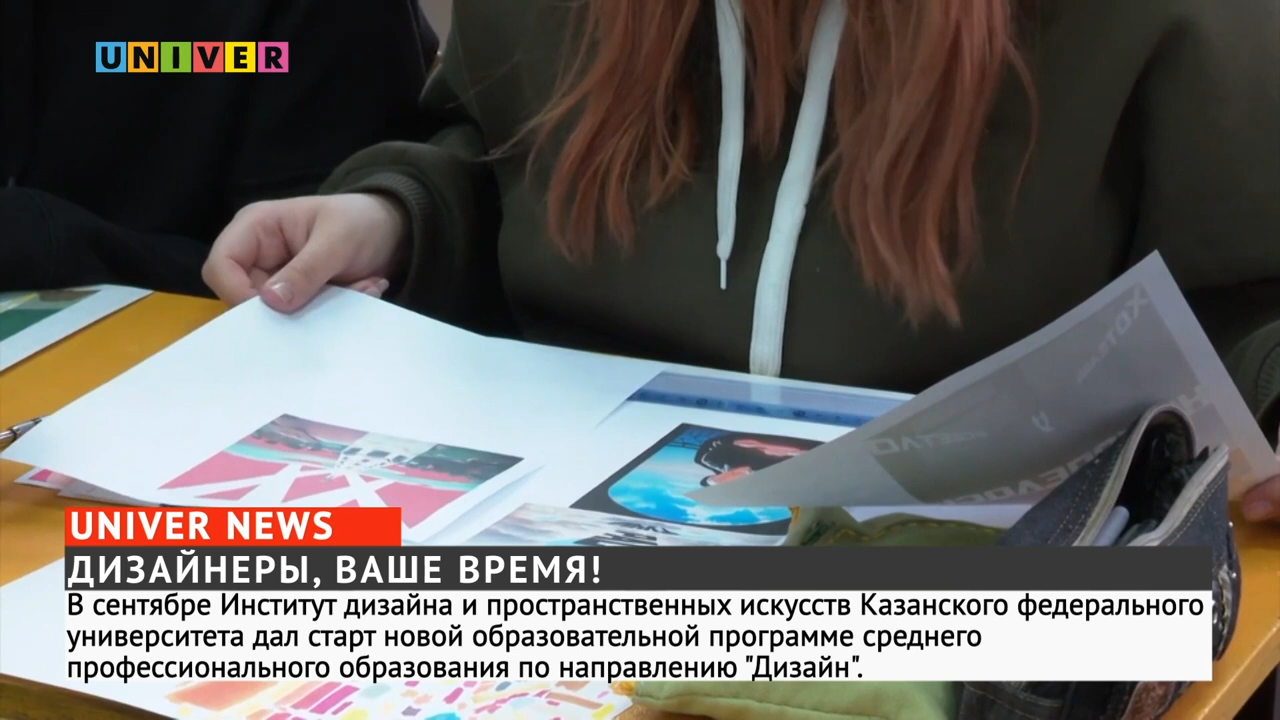 UNIVER
UNIVER NEWS
ДИЗАЙНЕРЫ, ВАШЕ ВРЕМЯ!
В сентябре Институт дизайна и пространственных искусств Казанского федерального
университета дал старт новой образовательной программе среднего
профессионального образования по направлению "Дизайн".